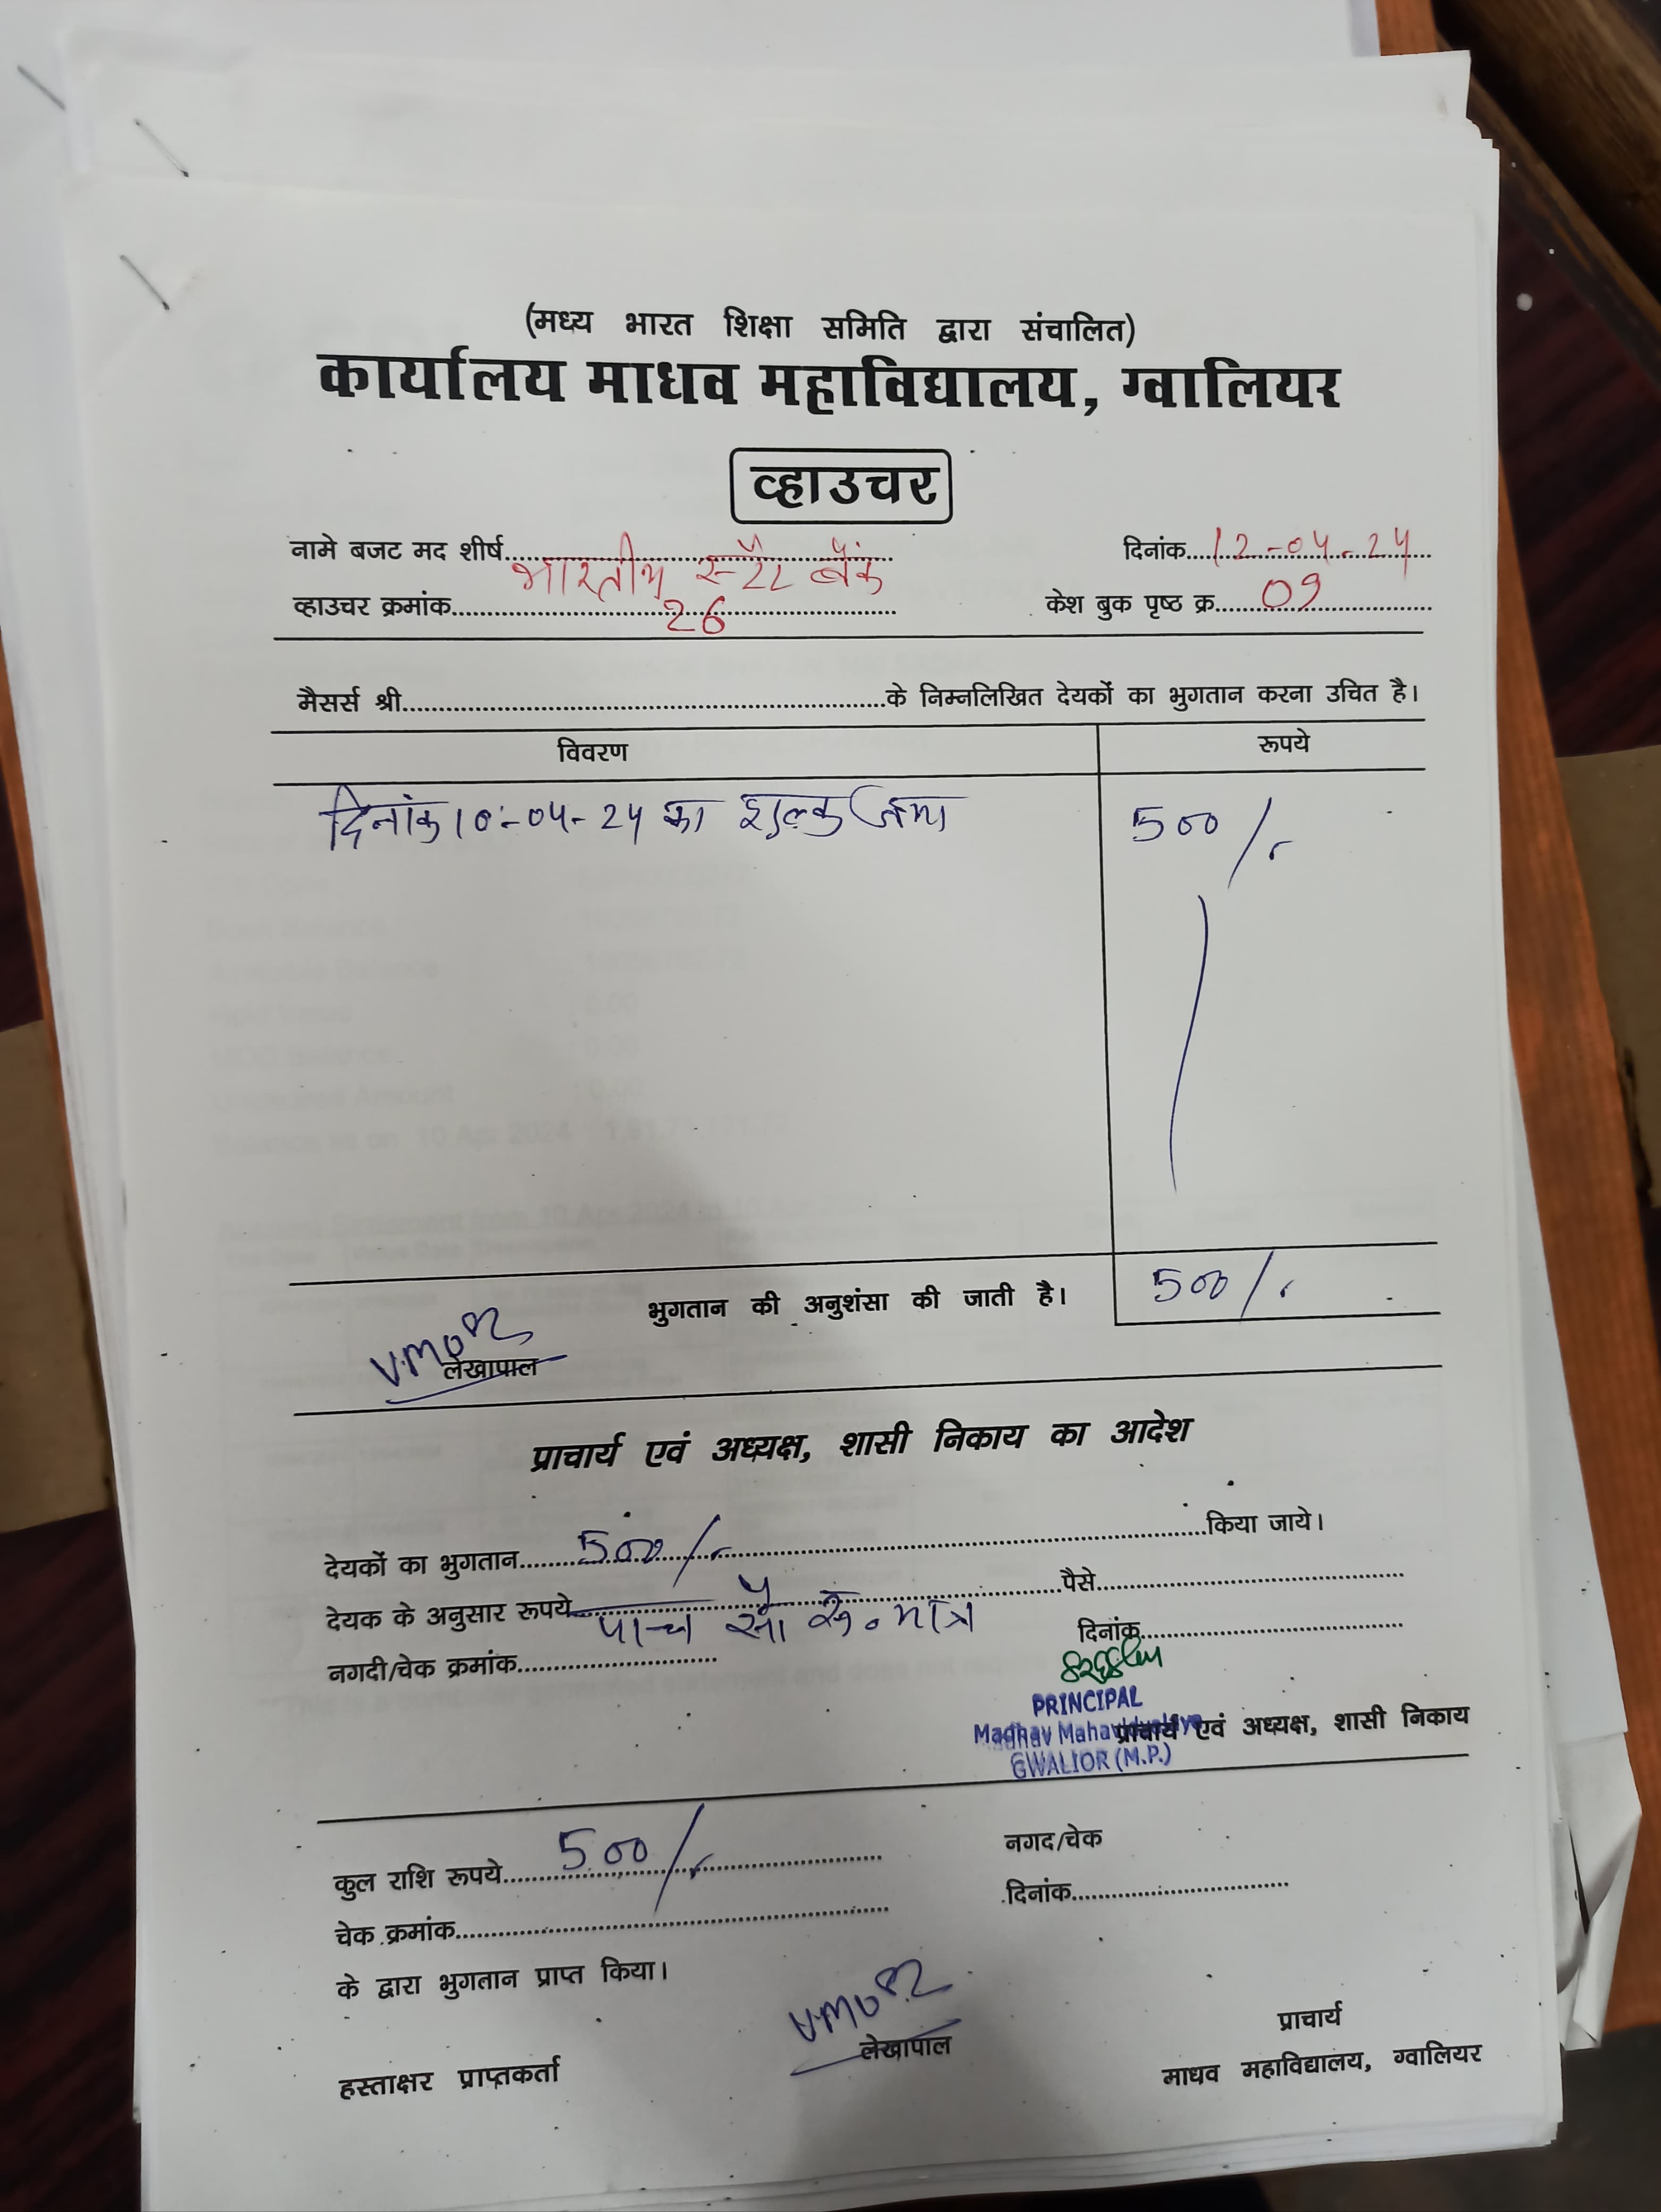 (मध्य भारत शिक्षा समिति द्वारा संचालित)
कार्यालय माधव महाविद्यालय, ग्वालियर
व्हाउचर
नामे बजट मद शीर्ष.....भारतीय स्टैट बैंक..... दिनांक.....12-04-24.....
व्हाउचर क्रमांक.....26..... केश बुक पृष्ठ क्र.....09.....
मैसर्स श्री.....के निम्नलिखित देयकों का भुगतान करना उचित है।
विवरण रूपये
दिनांक 10-04-24 का शुल्क जमा 500/-
भुगतान की अनुशंसा की जाती है। 500/-
लेखापाल
प्राचार्य एवं अध्यक्ष, शासी निकाय का आदेश
देयकों का भुगतान.....500/-.....किया जाये।
देयक के अनुसार रूपये.....पाच सौ रू. मात्र.....पैसे.....
नगदी/चेक क्रमांक..... दिनांक.....
PRINCIPAL
Madhav Mahavidyalaya प्राचार्य एवं अध्यक्ष, शासी निकाय
GWALIOR (M.P.)
कुल राशि रूपये.....500/-..... नगद/चेक
चेक क्रमांक..... दिनांक.....
के द्वारा भुगतान प्राप्त किया।
हस्ताक्षर प्राप्तकर्ता लेखापाल प्राचार्य
माधव महाविद्यालय, ग्वालियर